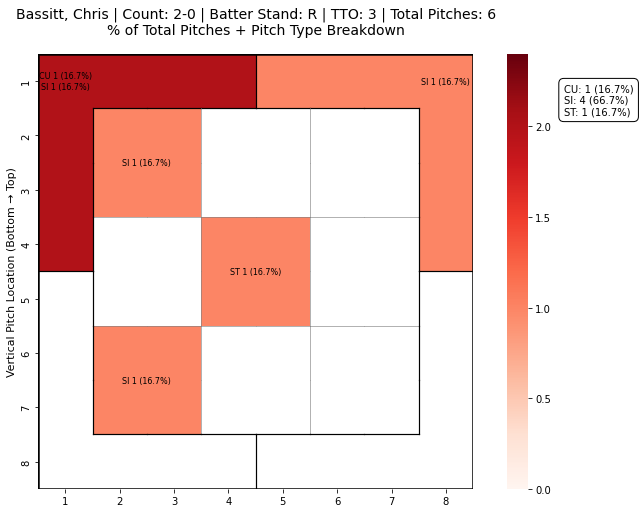 Bassitt, Chris | Count: 2-0 | Batter Stand: R | TTO: 3 | Total Pitches: 6
% of Total Pitches + Pitch Type Breakdown
CU 1 (16.7%)
SI 1 (16.7%)
SI 1 (16.7%)
SI 1 (16.7%)
ST 1 (16.7%)
SI 1 (16.7%)
Vertical Pitch Location (Bottom → Top)
1
2
3
4
5
6
7
8
1 2 3 4 5 6 7 8
2.0
1.5
1.0
0.5
0.0
CU: 1 (16.7%)
SI: 4 (66.7%)
ST: 1 (16.7%)